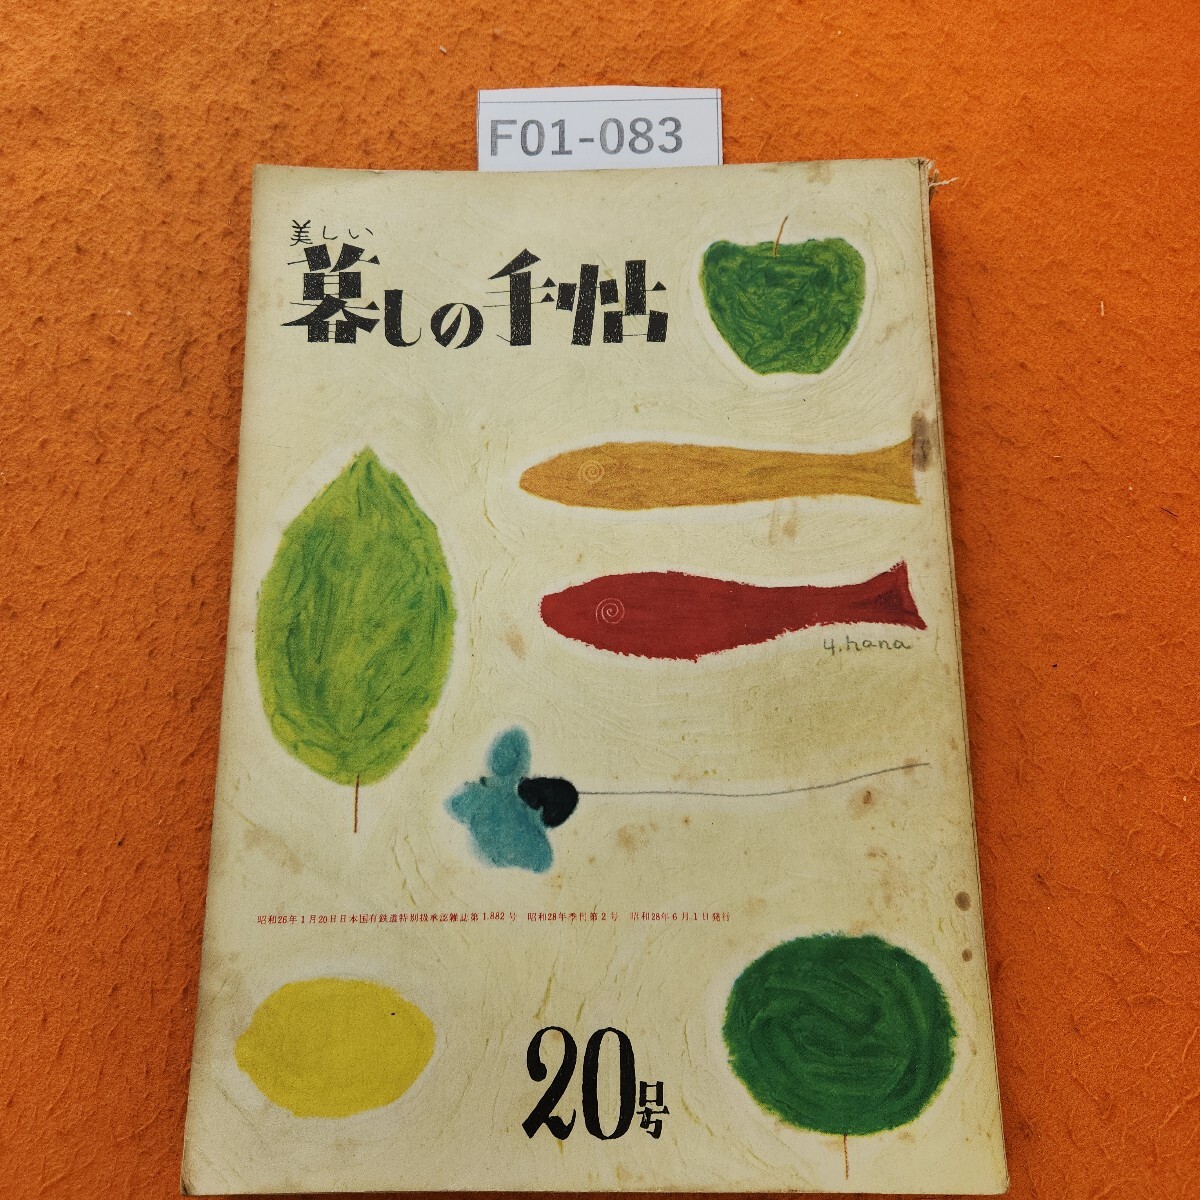 F01-083
美しい
暮しの手帖
y.hana
昭和26年1月20日日本国有鉄道特別扱承認雑誌第1.882号 昭和28年季刊第2号 昭和28年6月1日発行
20号